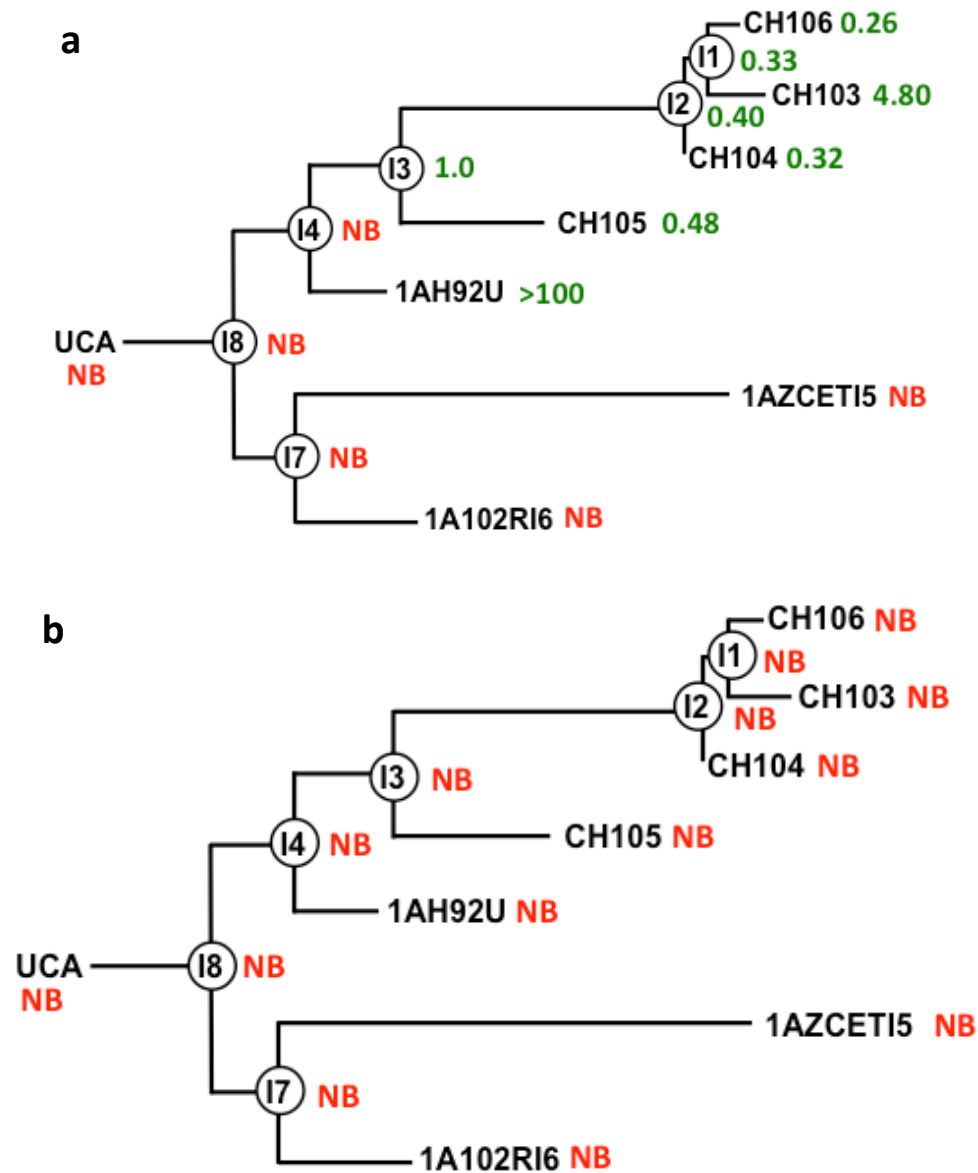 a
CH106 0.26
I1 0.33
CH103 4.80
I2 0.40
CH104 0.32
I3 1.0
CH105 0.48
I4 NB
1AH92U >100
UCA
NB
I8 NB
1AZCETI5 NB
I7 NB
1A102RI6 NB
b
CH106 NB
I1 NB
CH103 NB
I2 NB
CH104 NB
I3 NB
CH105 NB
I4 NB
1AH92U NB
UCA
NB
I8 NB
1AZCETI5 NB
I7 NB
1A102RI6 NB